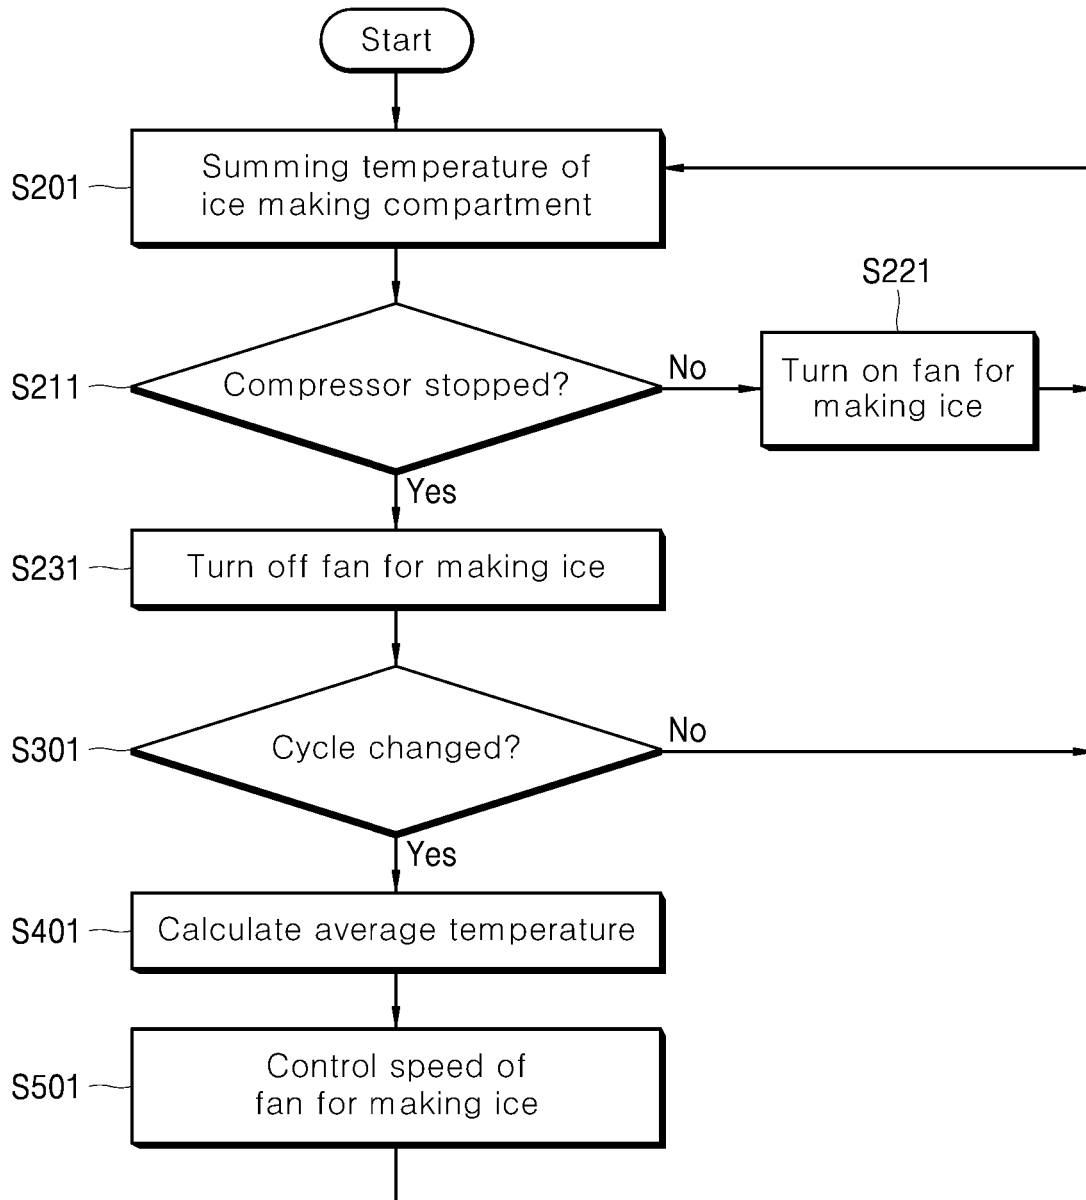 Start
S201
Summing temperature of
ice making compartment
S221
S211
Compressor stopped?
No
Turn on fan for
making ice
Yes
S231
Turn off fan for making ice
S301
Cycle changed?
No
Yes
S401
Calculate average temperature
S501
Control speed of
fan for making ice